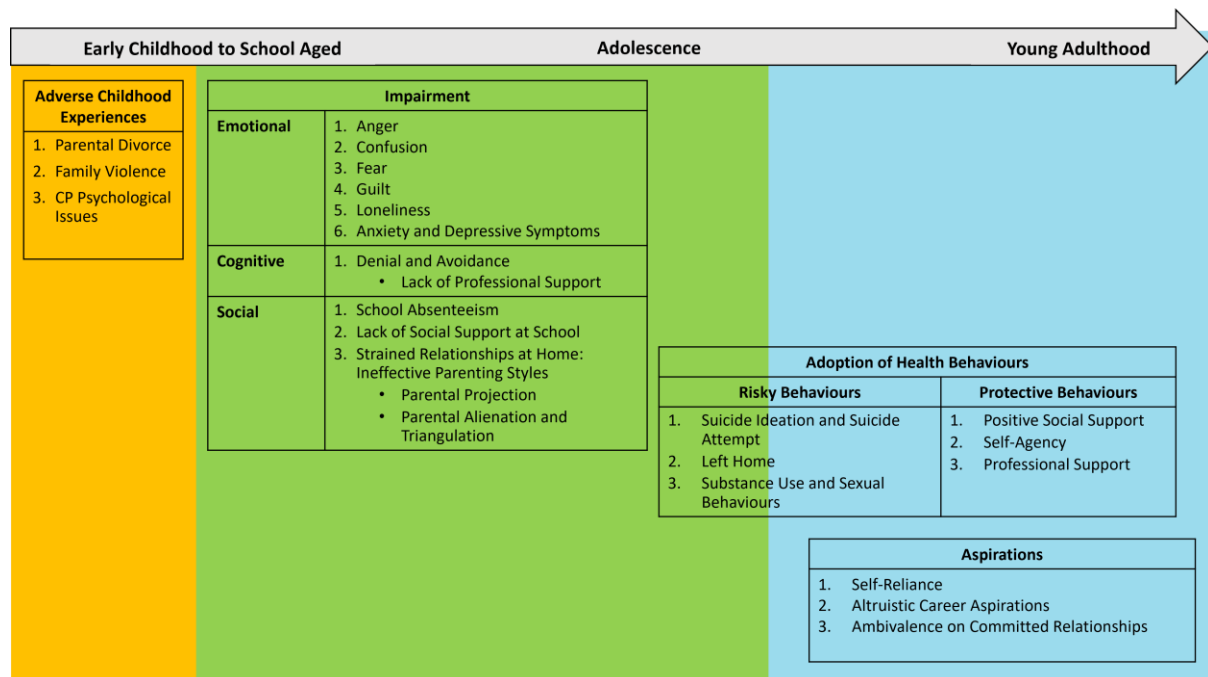 Early Childhood to School Aged
Adolescence
Young Adulthood
Adverse Childhood
Experiences
1. Parental Divorce
2. Family Violence
3. CP Psychological
Issues
Impairment
Emotional
1. Anger
2. Confusion
3. Fear
4. Guilt
5. Loneliness
6. Anxiety and Depressive Symptoms
Cognitive
1. Denial and Avoidance
• Lack of Professional Support
Social
1. School Absenteeism
2. Lack of Social Support at School
3. Strained Relationships at Home:
Ineffective Parenting Styles
• Parental Projection
• Parental Alienation and
Triangulation
Adoption of Health Behaviours
Risky Behaviours
1. Suicide Ideation and Suicide
Attempt
2. Left Home
3. Substance Use and Sexual
Behaviours
Protective Behaviours
1. Positive Social Support
2. Self-Agency
3. Professional Support
Aspirations
1. Self-Reliance
2. Altruistic Career Aspirations
3. Ambivalence on Committed Relationships